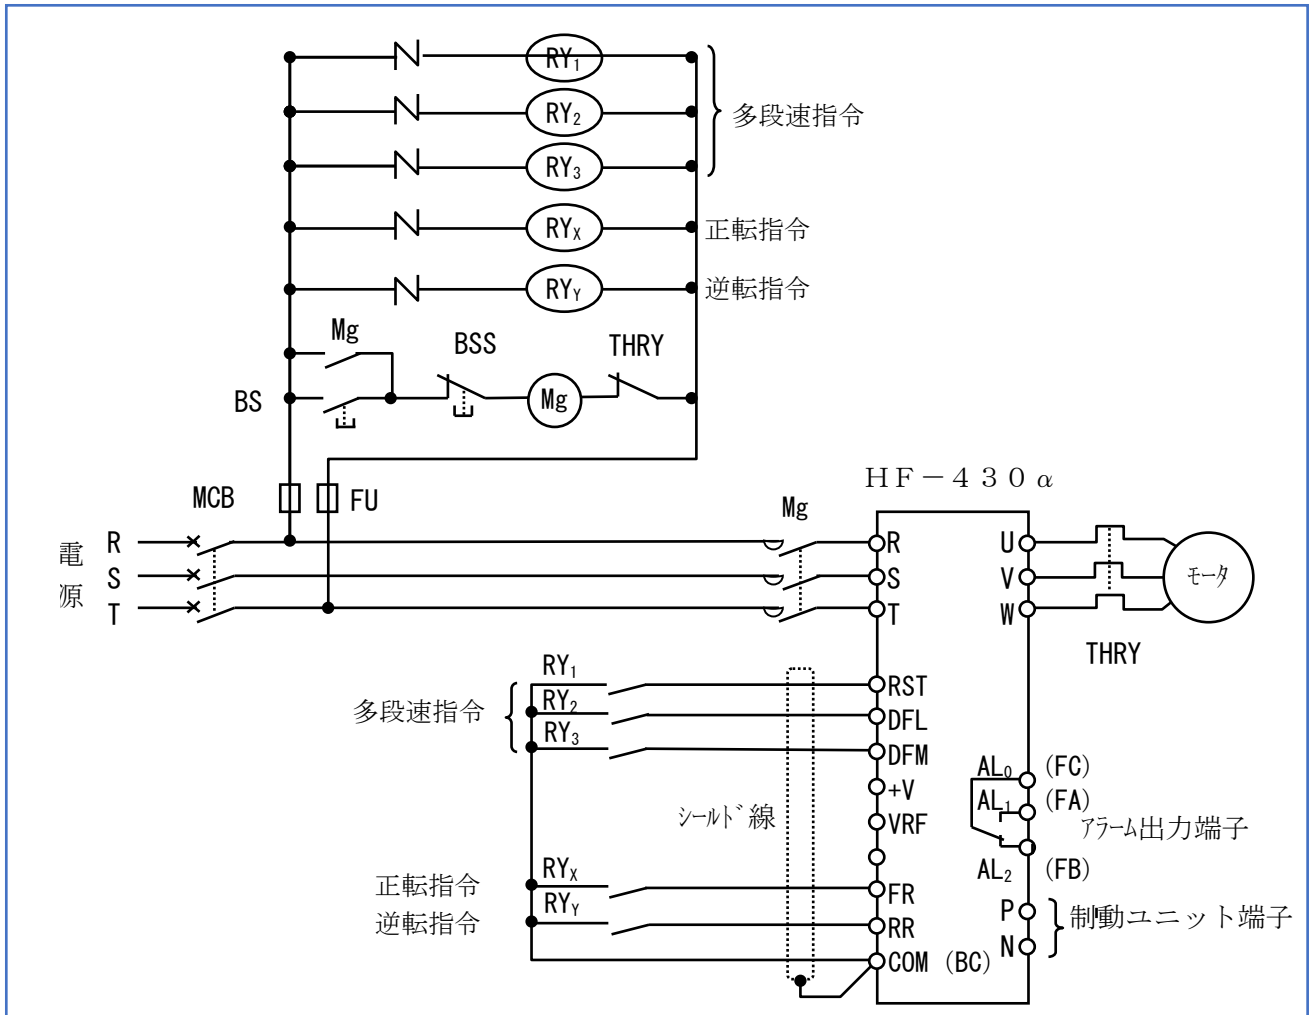 RY₁
RY₂
多段速指令
RY₃
RYX
正転指令
RYY
逆転指令
Mg
BSS
THRY
BS
Mg
HF−430α
MCB
FU
Mg
電源
R
S
T
R
S
T
U
V
W
モータ
THRY
RY₁
RY₂
RY₃
多段速指令
RST
DFL
DFM
+V
VRF
シールド線
AL₀ (FC)
AL₁ (FA)
アラーム出力端子
AL₂ (FB)
正転指令
RYX
逆転指令
RYY
FR
RR
COM (BC)
P
N
制動ユニット端子